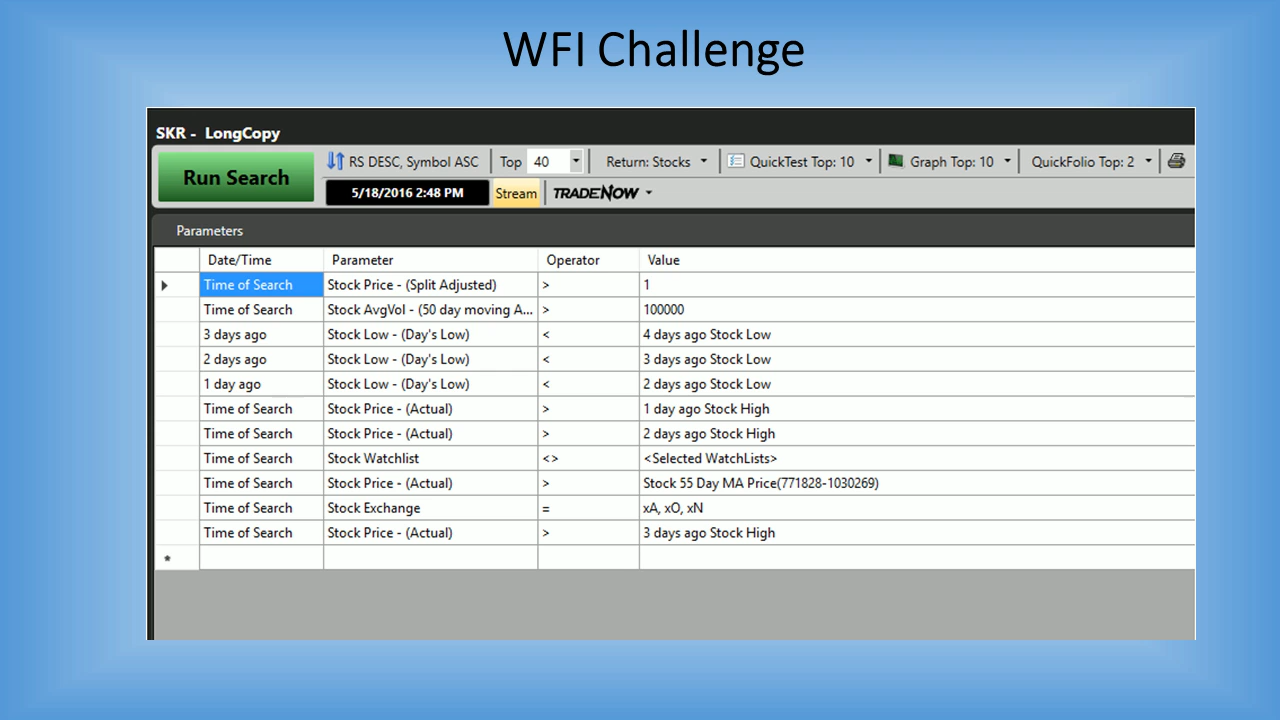 WFI Challenge
SKR - LongCopy
Run Search
RS DESC, Symbol ASC Top 40 Return: Stocks QuickTest Top: 10 Graph Top: 10 QuickFolio Top: 2
5/18/2016 2:48 PM Stream TRADENOW
Parameters
Date/Time Parameter Operator Value
Time of Search Stock Price - (Split Adjusted) > 1
Time of Search Stock AvgVol - (50 day moving A... > 100000
3 days ago Stock Low - (Day's Low) < 4 days ago Stock Low
2 days ago Stock Low - (Day's Low) < 3 days ago Stock Low
1 day ago Stock Low - (Day's Low) < 2 days ago Stock Low
Time of Search Stock Price - (Actual) > 1 day ago Stock High
Time of Search Stock Price - (Actual) > 2 days ago Stock High
Time of Search Stock Watchlist <> <Selected WatchLists>
Time of Search Stock Price - (Actual) > Stock 55 Day MA Price(771828-1030269)
Time of Search Stock Exchange = xA, xO, xN
Time of Search Stock Price - (Actual) > 3 days ago Stock High
*